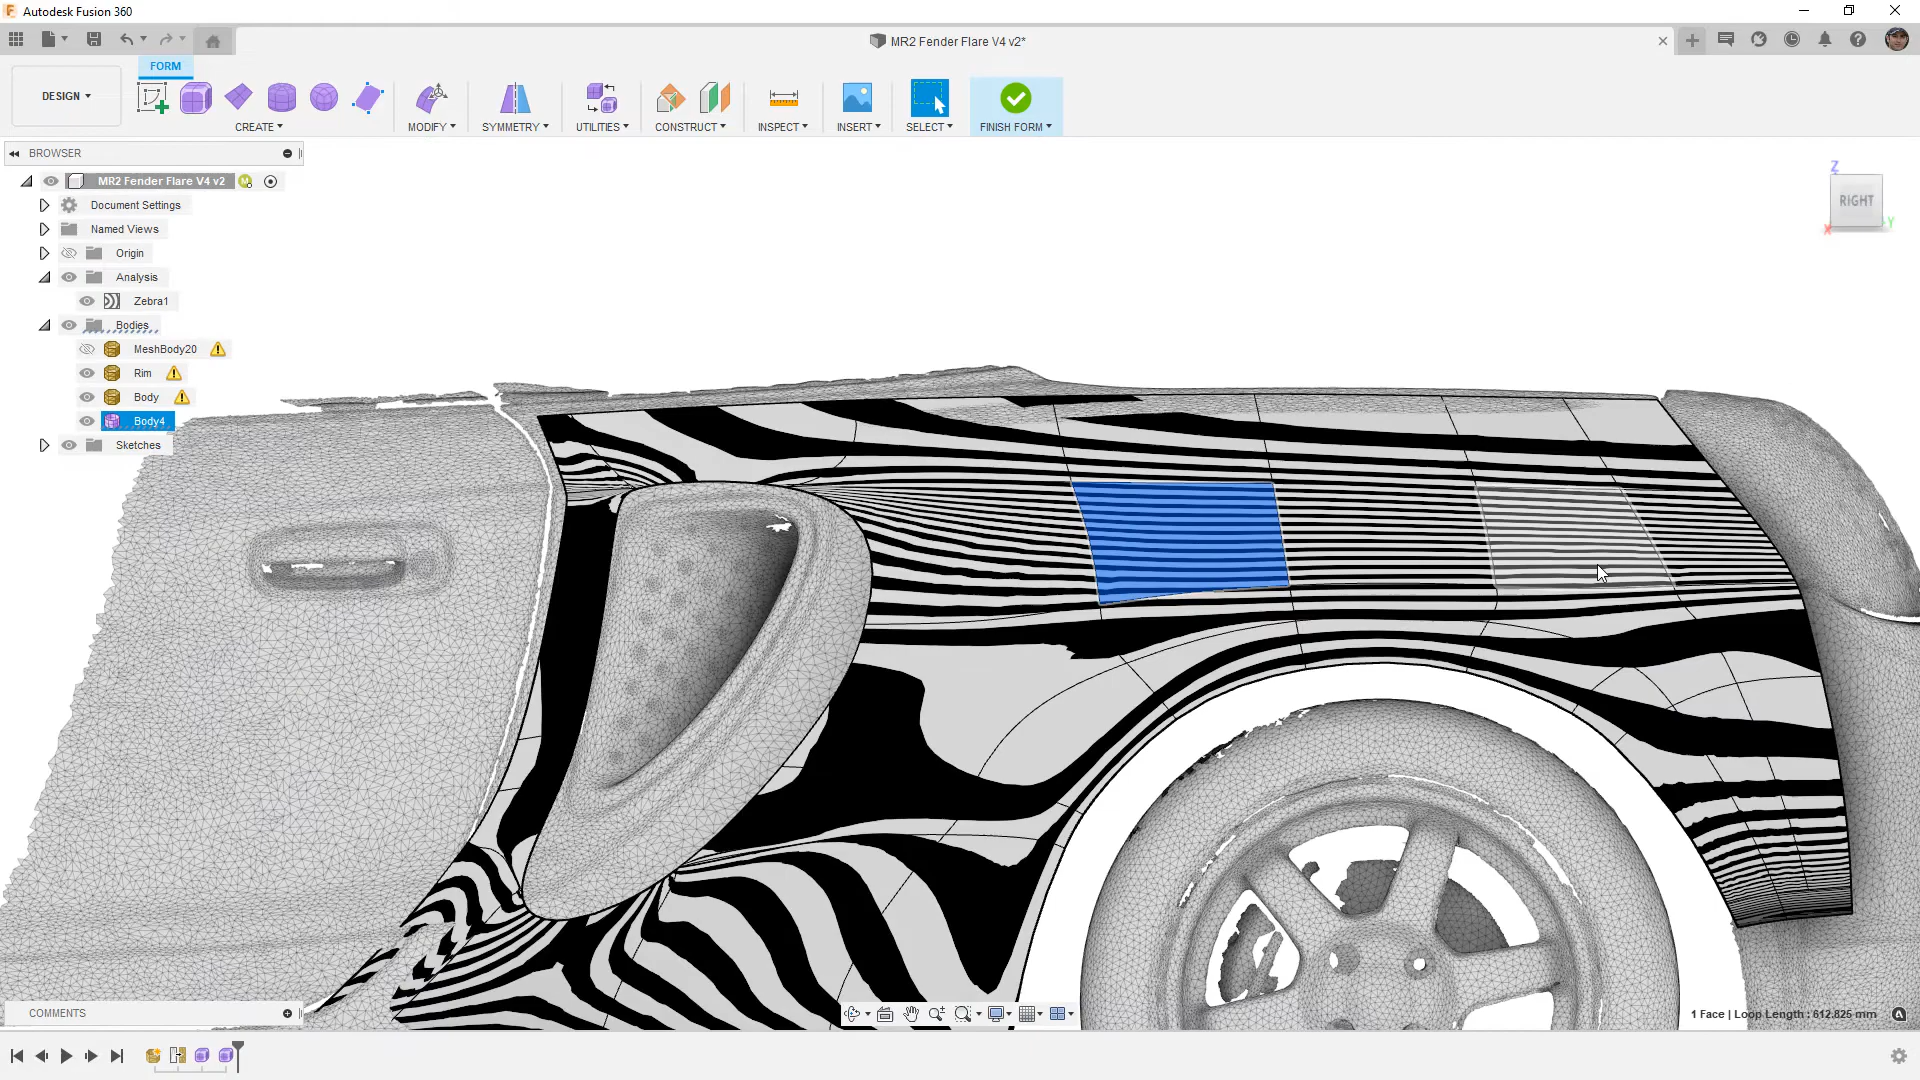 Autodesk Fusion 360
MR2 Fender Flare V4 v2*
FORM
DESIGN
CREATE
MODIFY
SYMMETRY
UTILITIES
CONSTRUCT
INSPECT
INSERT
SELECT
FINISH FORM
BROWSER
MR2 Fender Flare V4 v2
Document Settings
Named Views
Origin
Analysis
Zebra1
Bodies
MeshBody20
Rim
Body
Body4
Sketches
Z
RIGHT
X
Y
COMMENTS
1 Face | Loop Length : 612.825 mm